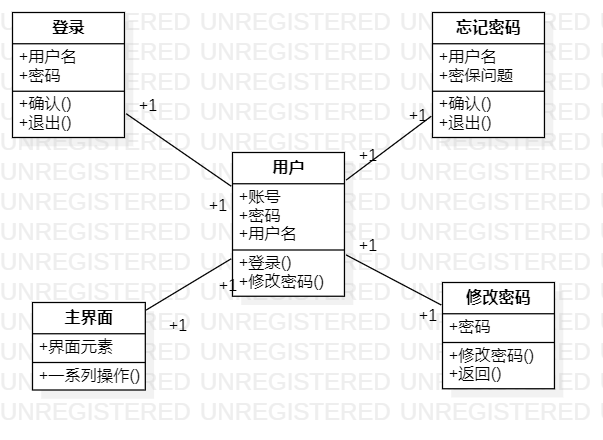 登录
+用户名
+密码
+确认()
+退出()
忘记密码
+用户名
+密保问题
+确认()
+退出()
+1
+1
+1
+1
用户
+账号
+密码
+用户名
+登录()
+修改密码()
+1
+1
+1
+1
主界面
+界面元素
+一系列操作()
修改密码
+密码
+修改密码()
+返回()
UNREGISTERED